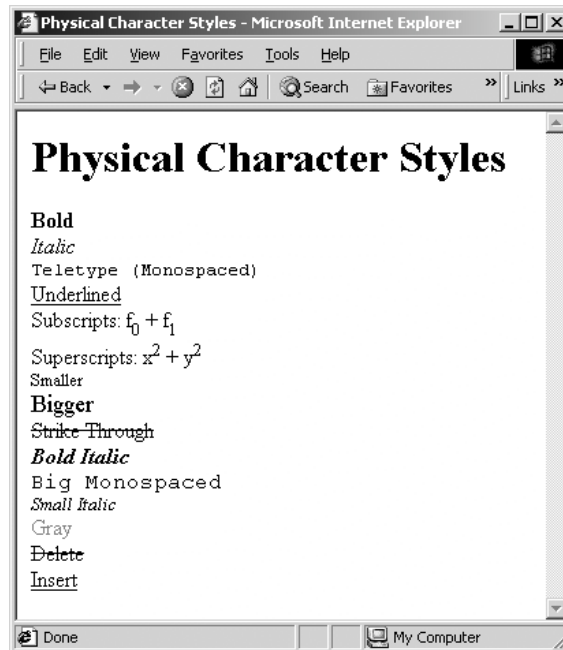 Physical Character Styles - Microsoft Internet Explorer
File Edit View Favorites Tools Help
Back Search Favorites » Links »
Physical Character Styles
Bold
Italic
Teletype (Monospaced)
Underlined
Subscripts: f0 + f1
Superscripts: x2 + y2
Smaller
Bigger
Strike Through
Bold Italic
Big Monospaced
Small Italic
Gray
Delete
Insert
Done My Computer